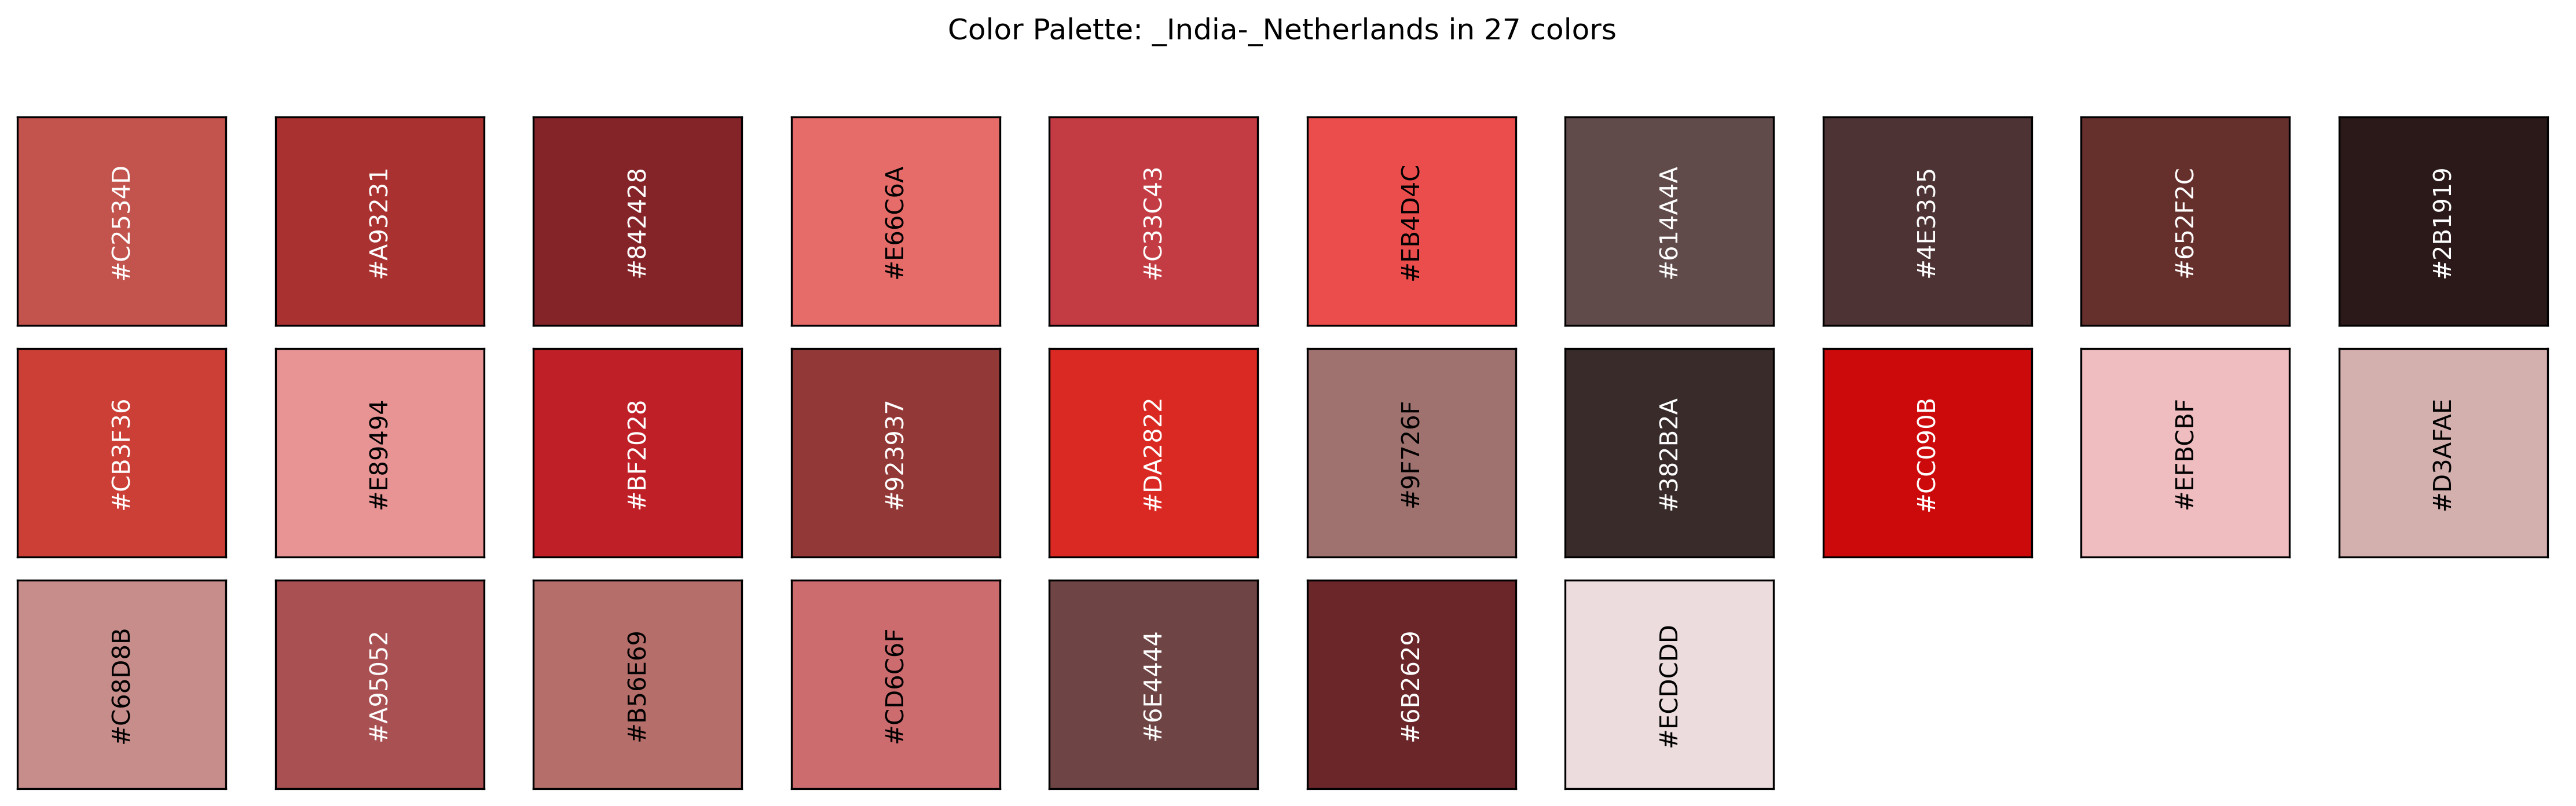 Color Palette: _India-_Netherlands in 27 colors
#C2534D
#A93231
#842428
#E66C6A
#C33C43
#EB4D4C
#614A4A
#4E3335
#652F2C
#2B1919
#CB3F36
#E89494
#BF2028
#923937
#DA2822
#9F726F
#382B2A
#CC090B
#EFBCBF
#D3AFAE
#C68D8B
#A95052
#B56E69
#CD6C6F
#6E4444
#6B2629
#ECDCDD